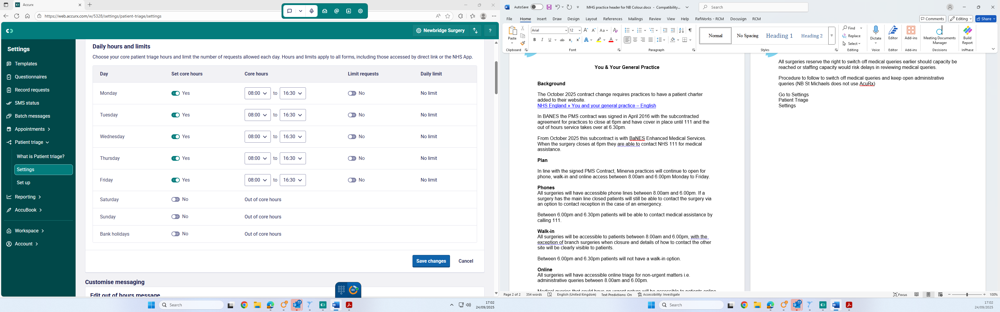 Accurx
https://web.accurx.com/w/5328/settings/patient-triage/settings
Newbridge Surgery
?
Settings
Templates
Questionnaires
Record requests
SMS status
Batch messages
Appointments
Patient triage
What is Patient triage?
Settings
Set up
Reporting
AccuBook
Workspace
Account
Daily hours and limits
Choose your core patient triage hours and limit the number of requests allowed each day. Hours and limits apply to all forms, including those accessed by direct link or the NHS App.
Day Set core hours Core hours Limit requests Daily limit
Monday Yes 08:00 to 16:30 No No limit
Tuesday Yes 08:00 to 16:30 No No limit
Wednesday Yes 08:00 to 16:30 No No limit
Thursday Yes 08:00 to 16:30 No No limit
Friday Yes 08:00 to 16:30 No No limit
Saturday No Out of core hours
Sunday No Out of core hours
Bank holidays No Out of core hours
Save changes Cancel
Customise messaging
Edit out of hours message
RE
Search
17:02
24/09/2025
AutoSave Off MHG practice header for NB Colour.docx - Compatibility... Search
File Home Insert Draw Design Layout References Mailings Review View Help RefWorks - RCM Docusign RCM Comments Editing Share
Paste
Clipboard
Arial 12
Font
Paragraph
Normal No Spacing Heading 1 Heading 2
Styles
Find
Replace
Select
Editing
Dictate
Voice
Editor
Editor
Add-ins
Add-ins
Meeting Documents
Manager
Decisions
Build
Report
InPhase
You & Your General Practice
Background
The October 2025 contract change requires practices to have a patient charter
added to their website.
NHS England » You and your general practice – English
In BANES the PMS contract was signed in April 2016 with the subcontracted
agreement for practices to close at 6pm and have cover in place until 111 and the
out of hours service takes over at 6.30pm.
From October 2025 this subcontract is with BaNES Enhanced Medical Services.
When the surgery closes at 6pm they are able to contact NHS 111 for medical
assistance.
Plan
In line with the signed PMS Contract, Minerva practices will continue to open for
phone, walk-in and online access between 8.00am and 6.00pm Monday to Friday.
Phones
All surgeries will have accessible phone lines between 8.00am and 6.00pm. If a
surgery has the main line closed patients will still be able to contact the surgery via
an option to contact reception in the case of an emergency.
Between 6.00pm and 6.30pm patients will be able to contact medical assistance by
calling 111.
Walk-in
All surgeries will be accessible to patients between 8.00am and 6.00pm, with the
exception of branch surgeries when closure and details of how to contact the other
site will be clearly visible to patients.
Between 6.00pm and 6.30pm patients will not have a walk-in option.
Online
All surgeries will have accessible online triage for non-urgent matters i.e.
administrative queries between 8.00am and 6.00pm.
Medical queries that could have an urgent nature will be accessible to patients online
All surgeries reserve the right to switch off medical queries earlier should capacity be
reached or staffing capacity would risk delays in reviewing medical queries.
Procedure to follow to switch off medical queries and keep open administrative
queries (NB St Michaels does not use AcuRx)
Go to Settings
Patient Triage
Settings
Page 2 of 2 354 words English (United Kingdom) Text Predictions: On Accessibility: Investigate Focus 100%
Search
17:02
24/09/2025